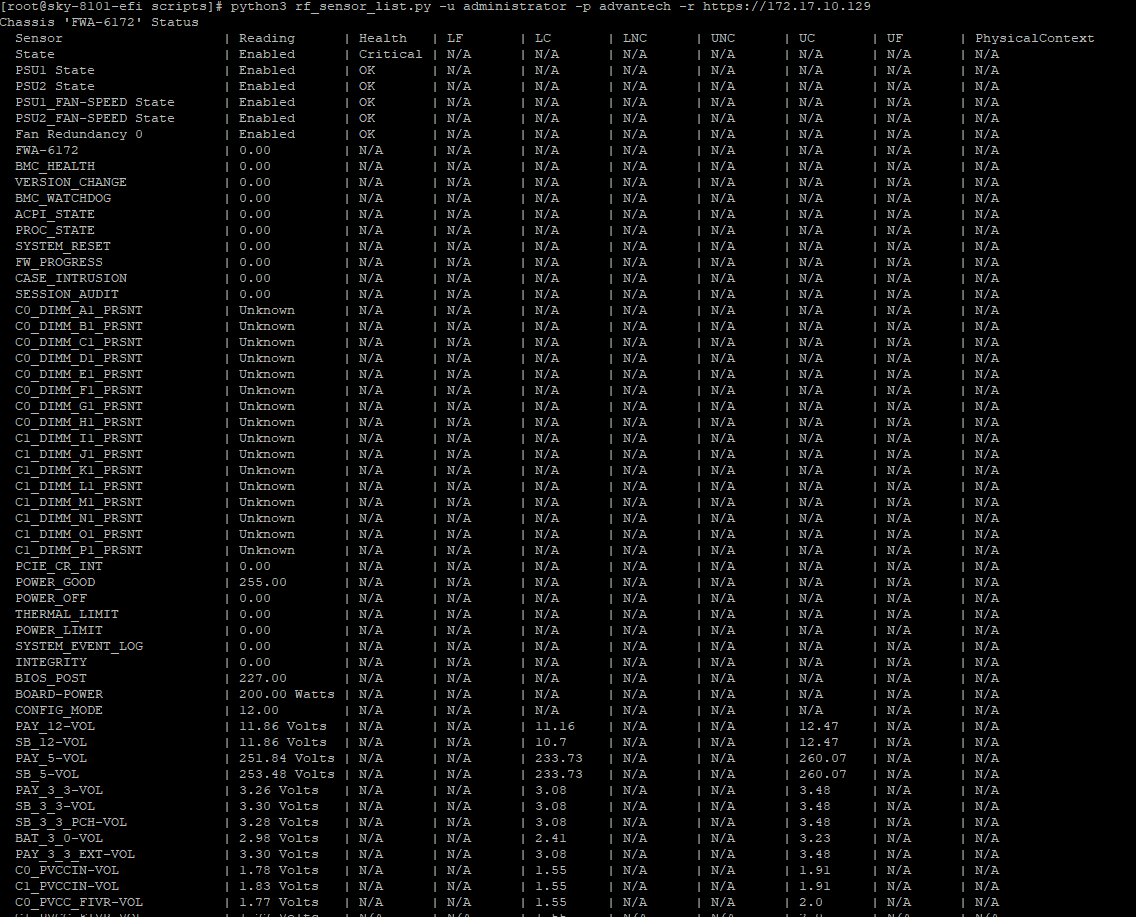 [root@sky-8101-efi scripts]# python3 rf_sensor_list.py -u administrator -p advantech -r https://172.17.10.129
Chassis 'FWA-6172' Status
  Sensor                    | Reading      | Health   | LF       | LC       | LNC      | UNC      | UC       | UF       | PhysicalContext
  State                     | Enabled      | Critical | N/A      | N/A      | N/A      | N/A      | N/A      | N/A      | N/A
  PSU1 State                | Enabled      | OK       | N/A      | N/A      | N/A      | N/A      | N/A      | N/A      | N/A
  PSU2 State                | Enabled      | OK       | N/A      | N/A      | N/A      | N/A      | N/A      | N/A      | N/A
  PSU1_FAN-SPEED State      | Enabled      | OK       | N/A      | N/A      | N/A      | N/A      | N/A      | N/A      | N/A
  PSU2_FAN-SPEED State      | Enabled      | OK       | N/A      | N/A      | N/A      | N/A      | N/A      | N/A      | N/A
  Fan Redundancy 0          | Enabled      | OK       | N/A      | N/A      | N/A      | N/A      | N/A      | N/A      | N/A
  FWA-6172                  | 0.00         | N/A      | N/A      | N/A      | N/A      | N/A      | N/A      | N/A      | N/A
  BMC_HEALTH                | 0.00         | N/A      | N/A      | N/A      | N/A      | N/A      | N/A      | N/A      | N/A
  VERSION_CHANGE            | 0.00         | N/A      | N/A      | N/A      | N/A      | N/A      | N/A      | N/A      | N/A
  BMC_WATCHDOG              | 0.00         | N/A      | N/A      | N/A      | N/A      | N/A      | N/A      | N/A      | N/A
  ACPI_STATE                | 0.00         | N/A      | N/A      | N/A      | N/A      | N/A      | N/A      | N/A      | N/A
  PROC_STATE                | 0.00         | N/A      | N/A      | N/A      | N/A      | N/A      | N/A      | N/A      | N/A
  SYSTEM_RESET              | 0.00         | N/A      | N/A      | N/A      | N/A      | N/A      | N/A      | N/A      | N/A
  FW_PROGRESS               | 0.00         | N/A      | N/A      | N/A      | N/A      | N/A      | N/A      | N/A      | N/A
  CASE_INTRUSION            | 0.00         | N/A      | N/A      | N/A      | N/A      | N/A      | N/A      | N/A      | N/A
  SESSION_AUDIT             | 0.00         | N/A      | N/A      | N/A      | N/A      | N/A      | N/A      | N/A      | N/A
  C0_DIMM_A1_PRSNT          | Unknown      | N/A      | N/A      | N/A      | N/A      | N/A      | N/A      | N/A      | N/A
  C0_DIMM_B1_PRSNT          | Unknown      | N/A      | N/A      | N/A      | N/A      | N/A      | N/A      | N/A      | N/A
  C0_DIMM_C1_PRSNT          | Unknown      | N/A      | N/A      | N/A      | N/A      | N/A      | N/A      | N/A      | N/A
  C0_DIMM_D1_PRSNT          | Unknown      | N/A      | N/A      | N/A      | N/A      | N/A      | N/A      | N/A      | N/A
  C0_DIMM_E1_PRSNT          | Unknown      | N/A      | N/A      | N/A      | N/A      | N/A      | N/A      | N/A      | N/A
  C0_DIMM_F1_PRSNT          | Unknown      | N/A      | N/A      | N/A      | N/A      | N/A      | N/A      | N/A      | N/A
  C0_DIMM_G1_PRSNT          | Unknown      | N/A      | N/A      | N/A      | N/A      | N/A      | N/A      | N/A      | N/A
  C0_DIMM_H1_PRSNT          | Unknown      | N/A      | N/A      | N/A      | N/A      | N/A      | N/A      | N/A      | N/A
  C1_DIMM_I1_PRSNT          | Unknown      | N/A      | N/A      | N/A      | N/A      | N/A      | N/A      | N/A      | N/A
  C1_DIMM_J1_PRSNT          | Unknown      | N/A      | N/A      | N/A      | N/A      | N/A      | N/A      | N/A      | N/A
  C1_DIMM_K1_PRSNT          | Unknown      | N/A      | N/A      | N/A      | N/A      | N/A      | N/A      | N/A      | N/A
  C1_DIMM_L1_PRSNT          | Unknown      | N/A      | N/A      | N/A      | N/A      | N/A      | N/A      | N/A      | N/A
  C1_DIMM_M1_PRSNT          | Unknown      | N/A      | N/A      | N/A      | N/A      | N/A      | N/A      | N/A      | N/A
  C1_DIMM_N1_PRSNT          | Unknown      | N/A      | N/A      | N/A      | N/A      | N/A      | N/A      | N/A      | N/A
  C1_DIMM_O1_PRSNT          | Unknown      | N/A      | N/A      | N/A      | N/A      | N/A      | N/A      | N/A      | N/A
  C1_DIMM_P1_PRSNT          | Unknown      | N/A      | N/A      | N/A      | N/A      | N/A      | N/A      | N/A      | N/A
  PCIE_CR_INT               | 0.00         | N/A      | N/A      | N/A      | N/A      | N/A      | N/A      | N/A      | N/A
  POWER_GOOD                | 255.00       | N/A      | N/A      | N/A      | N/A      | N/A      | N/A      | N/A      | N/A
  POWER_OFF                 | 0.00         | N/A      | N/A      | N/A      | N/A      | N/A      | N/A      | N/A      | N/A
  THERMAL_LIMIT             | 0.00         | N/A      | N/A      | N/A      | N/A      | N/A      | N/A      | N/A      | N/A
  POWER_LIMIT               | 0.00         | N/A      | N/A      | N/A      | N/A      | N/A      | N/A      | N/A      | N/A
  SYSTEM_EVENT_LOG          | 0.00         | N/A      | N/A      | N/A      | N/A      | N/A      | N/A      | N/A      | N/A
  INTEGRITY                 | 0.00         | N/A      | N/A      | N/A      | N/A      | N/A      | N/A      | N/A      | N/A
  BIOS_POST                 | 227.00       | N/A      | N/A      | N/A      | N/A      | N/A      | N/A      | N/A      | N/A
  BOARD-POWER               | 200.00 Watts | N/A      | N/A      | N/A      | N/A      | N/A      | N/A      | N/A      | N/A
  CONFIG_MODE               | 12.00        | N/A      | N/A      | N/A      | N/A      | N/A      | N/A      | N/A      | N/A
  PAY_12-VOL                | 11.86 Volts  | N/A      | N/A      | 11.16    | N/A      | N/A      | 12.47    | N/A      | N/A
  SB_12-VOL                 | 11.86 Volts  | N/A      | N/A      | 10.7     | N/A      | N/A      | 12.47    | N/A      | N/A
  PAY_5-VOL                 | 251.84 Volts | N/A      | N/A      | 233.73   | N/A      | N/A      | 260.07   | N/A      | N/A
  SB_5-VOL                  | 253.48 Volts | N/A      | N/A      | 233.73   | N/A      | N/A      | 260.07   | N/A      | N/A
  PAY_3_3-VOL               | 3.26 Volts   | N/A      | N/A      | 3.08     | N/A      | N/A      | 3.48     | N/A      | N/A
  SB_3_3-VOL                | 3.30 Volts   | N/A      | N/A      | 3.08     | N/A      | N/A      | 3.48     | N/A      | N/A
  SB_3_3_PCH-VOL            | 3.28 Volts   | N/A      | N/A      | 3.08     | N/A      | N/A      | 3.48     | N/A      | N/A
  BAT_3_0-VOL               | 2.98 Volts   | N/A      | N/A      | 2.41     | N/A      | N/A      | 3.23     | N/A      | N/A
  PAY_3_3_EXT-VOL           | 3.30 Volts   | N/A      | N/A      | 3.08     | N/A      | N/A      | 3.48     | N/A      | N/A
  C0_PVCCIN-VOL             | 1.78 Volts   | N/A      | N/A      | 1.55     | N/A      | N/A      | 1.91     | N/A      | N/A
  C1_PVCCIN-VOL             | 1.83 Volts   | N/A      | N/A      | 1.55     | N/A      | N/A      | 1.91     | N/A      | N/A
  C0_PVCC_FIVR-VOL          | 1.77 Volts   | N/A      | N/A      | 1.55     | N/A      | N/A      | 2.0      | N/A      | N/A